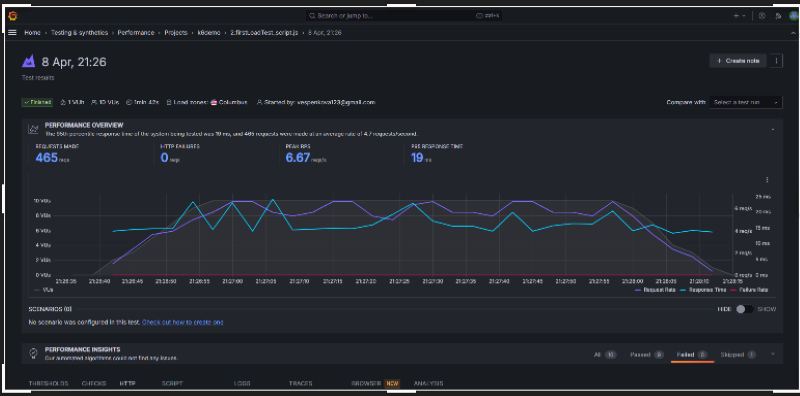 Search or jump to...
ctrl+k
Home › Testing & synthetics › Performance › Projects › k6demo › 2.firstLoadTest_script.js › 8 Apr, 21:26
8 Apr, 21:26
+ Create note
Test results
✓ Finished 1 VUh 10 VUs 1min 42s Load zones: Columbus Started by: vespenkova123@gmail.com
Compare with: Select a test run
PERFORMANCE OVERVIEW
The 95th percentile response time of the system being tested was 19 ms, and 465 requests were made at an average rate of 4.7 requests/second.
REQUESTS MADE HTTP FAILURES PEAK RPS P95 RESPONSE TIME
465 reqs 0 reqs 6.67 reqs/s 19 ms
10 VUs 25 ms
8 VUs 6 req/s 20 ms
6 VUs 4 req/s 15 ms
4 VUs 10 ms
2 VUs 2 req/s 5 ms
0 VUs 0 req/s 0 ms
21:26:35 21:26:40 21:26:45 21:26:50 21:26:55 21:27:00 21:27:05 21:27:10 21:27:15 21:27:20 21:27:25 21:27:30 21:27:35 21:27:40 21:27:45 21:27:50 21:27:55 21:28:00 21:28:05 21:28:10 21:28:15
VUs Request Rate Response Time Failure Rate
SCENARIOS (0)
HIDE SHOW
No scenario was configured in this test. Check out how to create one
PERFORMANCE INSIGHTS
Our automated algorithms could not find any issues.
All 10 Passed Failed Skipped
THRESHOLDS CHECKS HTTP SCRIPT LOGS TRACES BROWSER NEW ANALYSIS